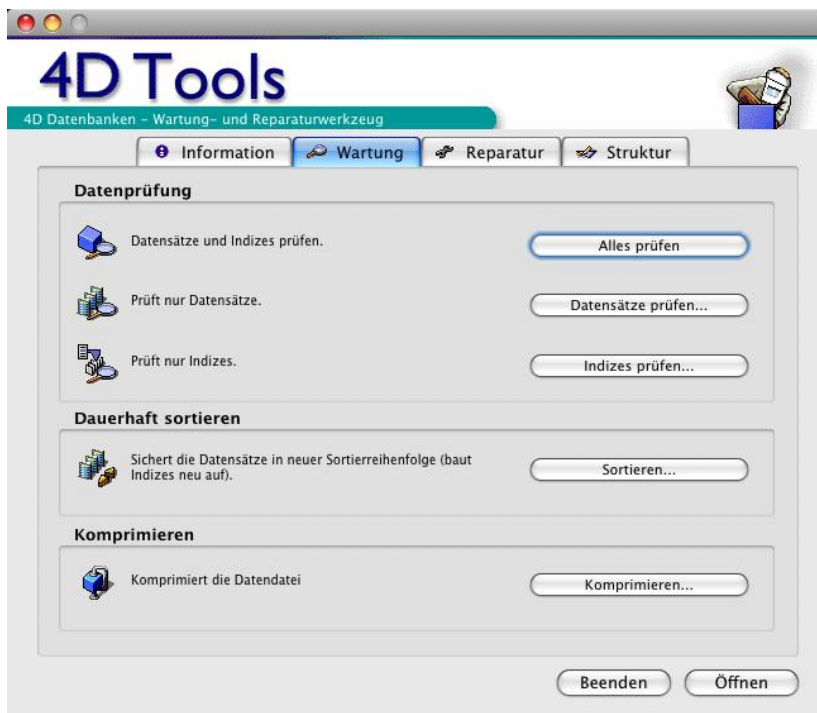 4D Tools
4D Datenbanken – Wartung- und Reparaturwerkzeug
Information
Wartung
Reparatur
Struktur
Datenprüfung
Datensätze und Indizes prüfen.
Alles prüfen
Prüft nur Datensätze.
Datensätze prüfen...
Prüft nur Indizes.
Indizes prüfen...
Dauerhaft sortieren
Sichert die Datensätze in neuer Sortierreihenfolge (baut
Indizes neu auf).
Sortieren...
Komprimieren
Komprimiert die Datendatei
Komprimieren...
Beenden
Öffnen